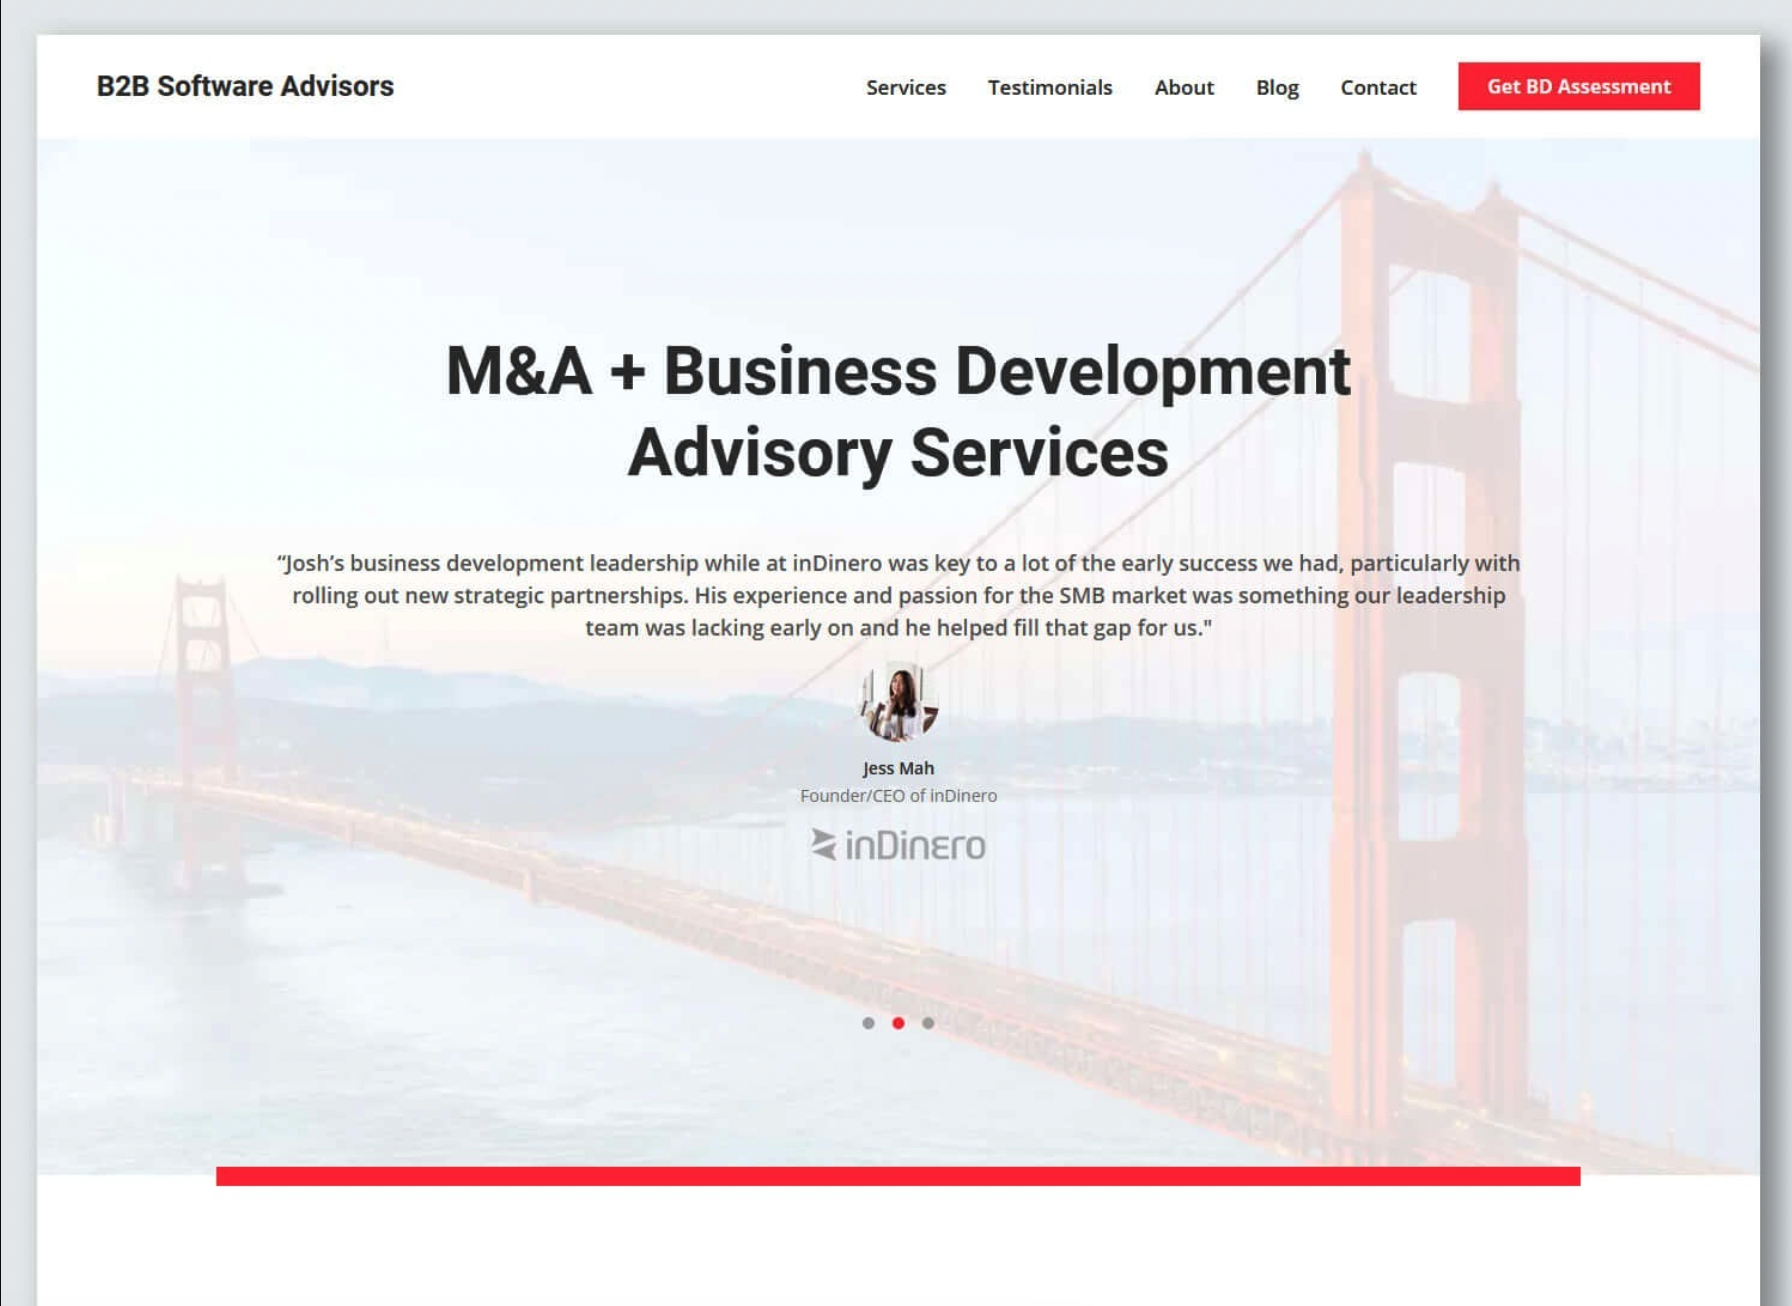 B2B Software Advisors
Services
Testimonials
About
Blog
Contact
Get BD Assessment
M&A + Business Development
Advisory Services
“Josh’s business development leadership while at inDinero was key to a lot of the early success we had, particularly with
rolling out new strategic partnerships. His experience and passion for the SMB market was something our leadership
team was lacking early on and he helped fill that gap for us."
Jess Mah
Founder/CEO of inDinero
inDinero